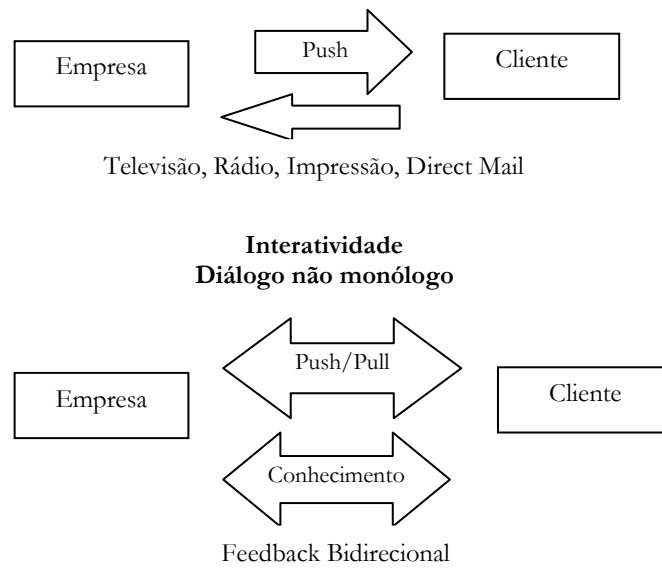 Empresa
Push
Cliente
Televisão, Rádio, Impressão, Direct Mail
Interatividade
Diálogo não monólogo
Empresa
Push/Pull
Cliente
Conhecimento
Feedback Bidirecional